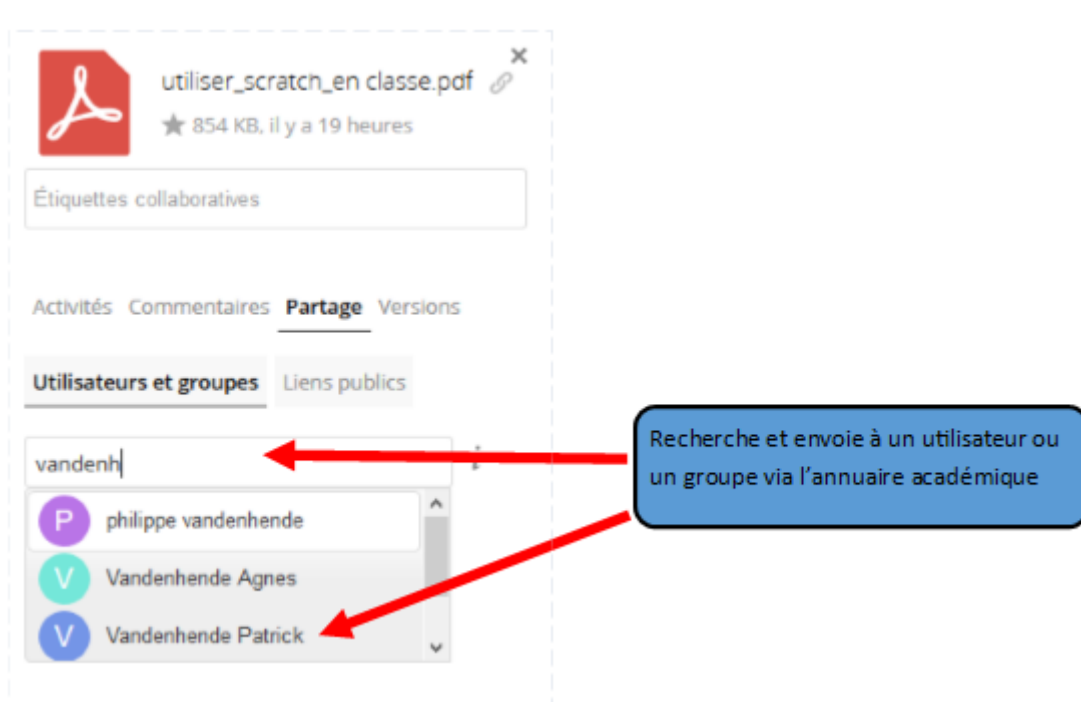 utiliser_scratch_en classe.pdf
854 KB, il y a 19 heures
Étiquettes collaboratives
Activités Commentaires Partage Versions
Utilisateurs et groupes Liens publics
vandenh
P philippe vandenhende
V Vandenhende Agnes
V Vandenhende Patrick
Recherche et envoie à un utilisateur ou
un groupe via l’annuaire académique